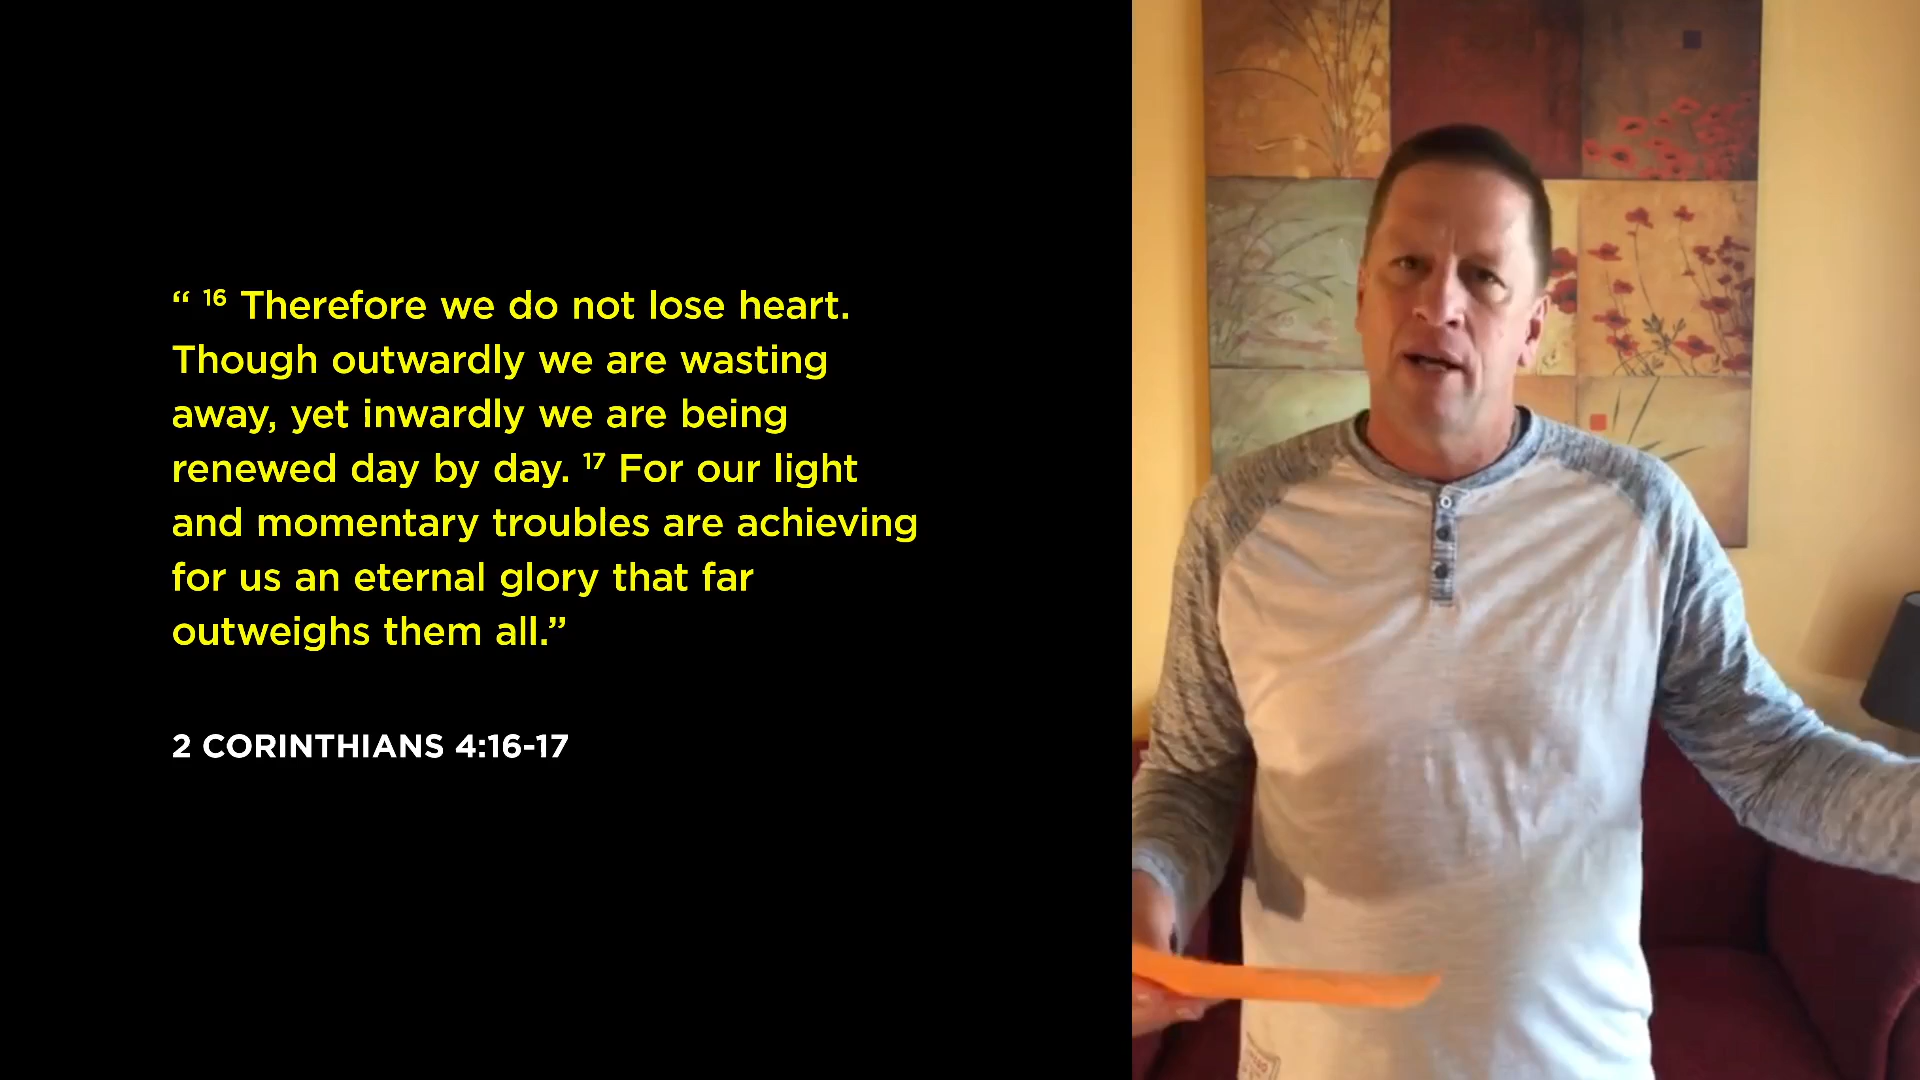 “ 16 Therefore we do not lose heart.
Though outwardly we are wasting
away, yet inwardly we are being
renewed day by day. 17 For our light
and momentary troubles are achieving
for us an eternal glory that far
outweighs them all.”
2 CORINTHIANS 4:16-17